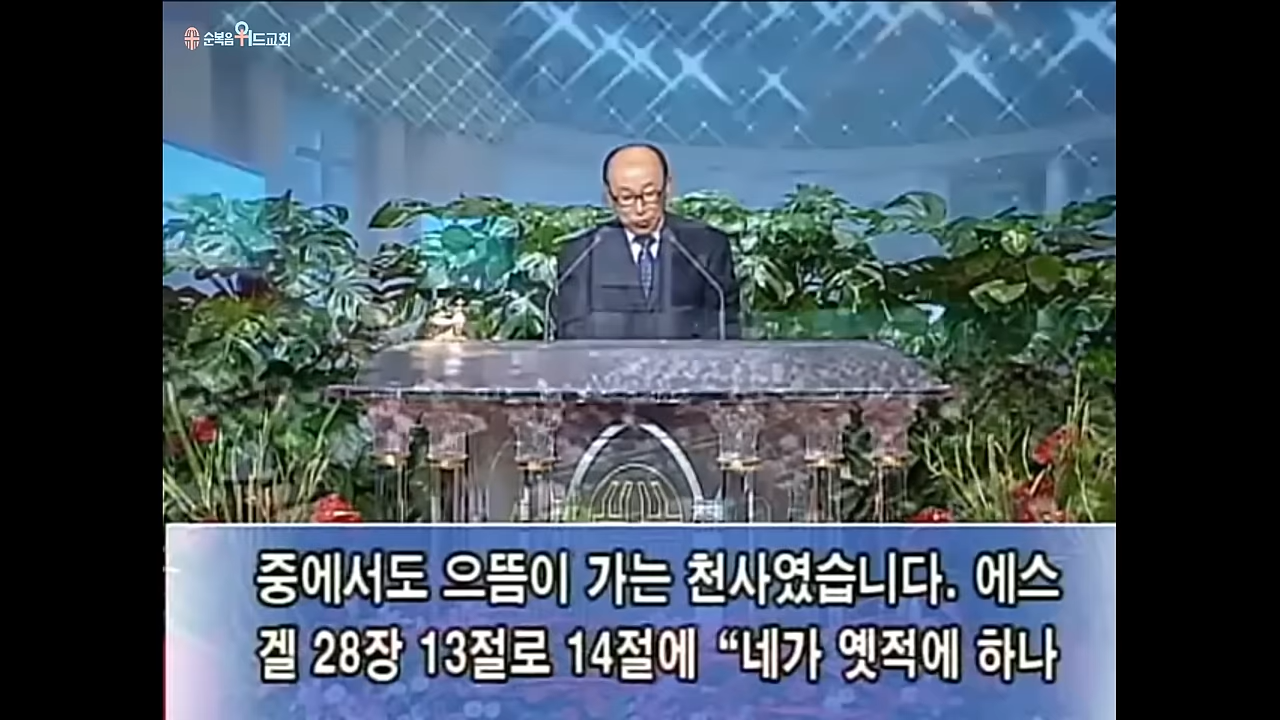 순복음위드교회
중에서도 으뜸이 가는 천사였습니다. 에스
겔 28장 13절로 14절에 “네가 옛적에 하나